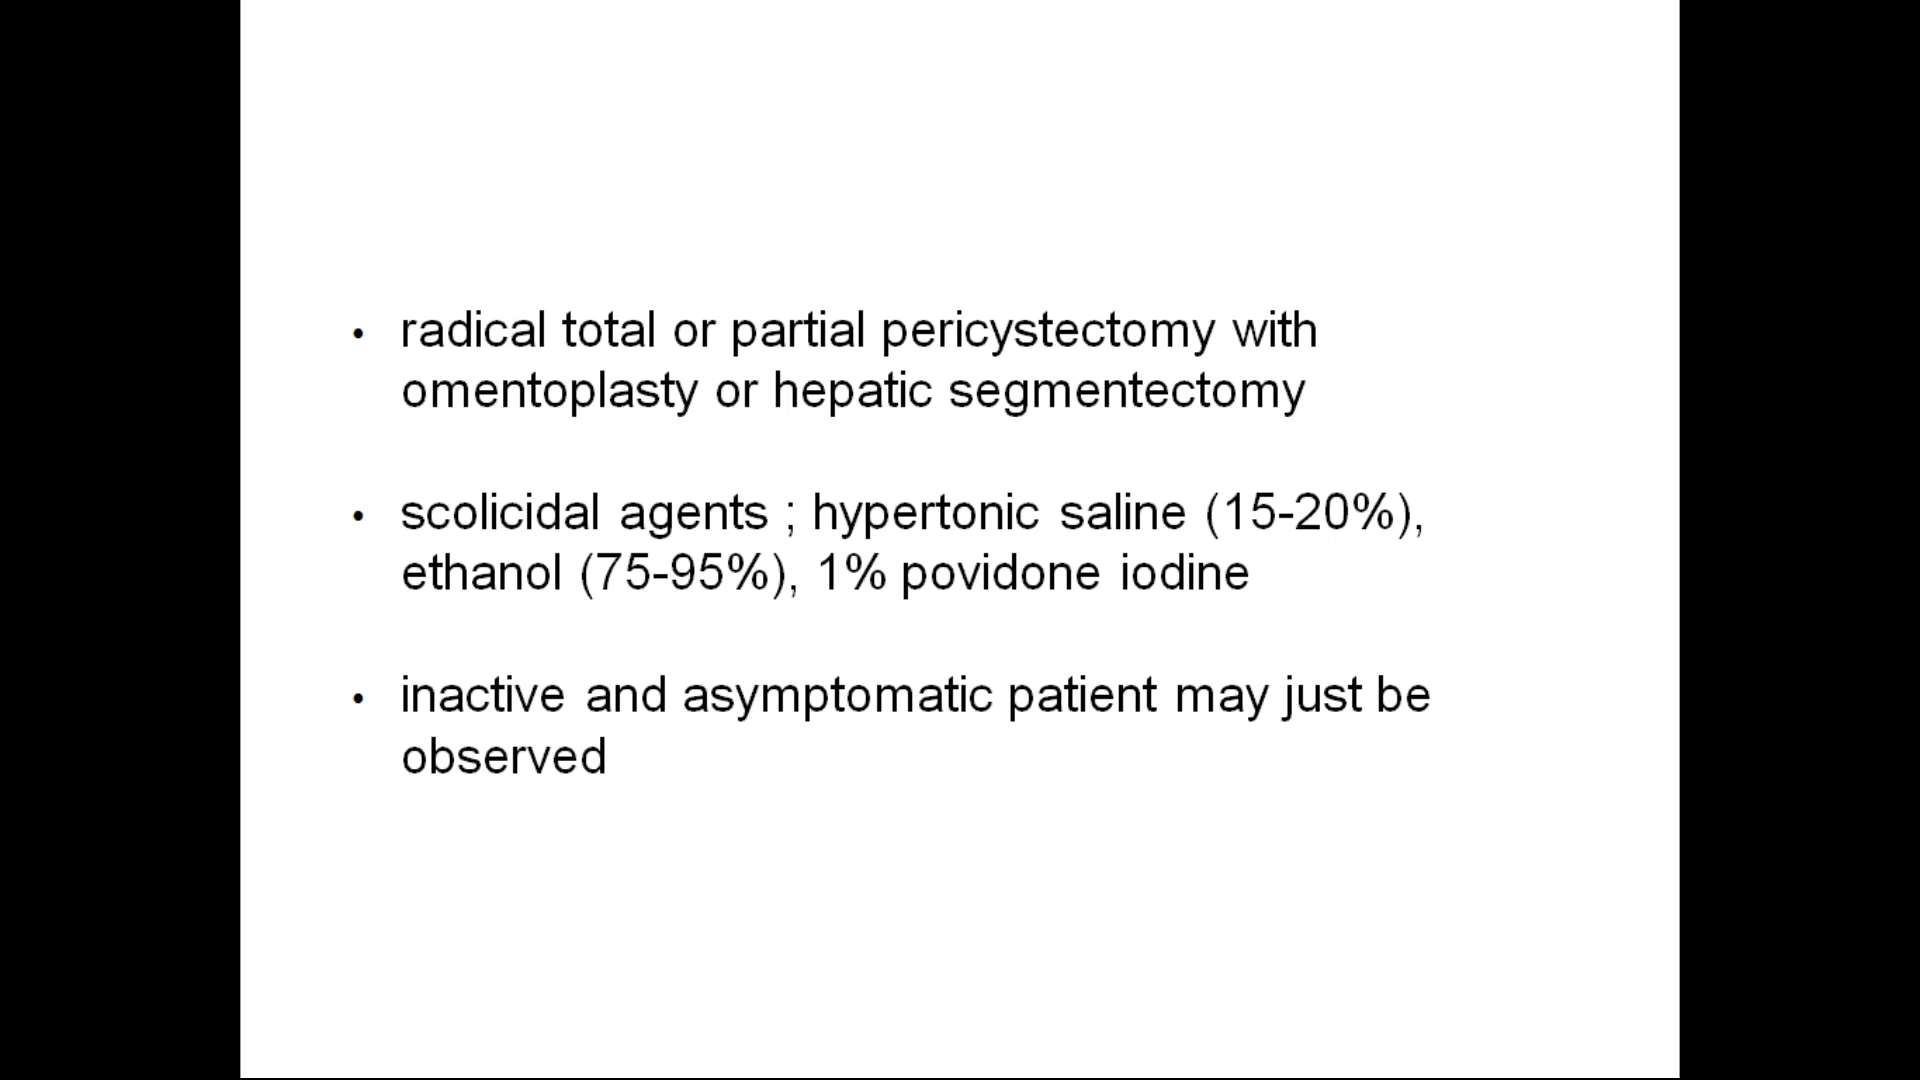 • radical total or partial pericystectomy with
omentoplasty or hepatic segmentectomy
• scolicidal agents ; hypertonic saline (15-20%),
ethanol (75-95%), 1% povidone iodine
• inactive and asymptomatic patient may just be
observed